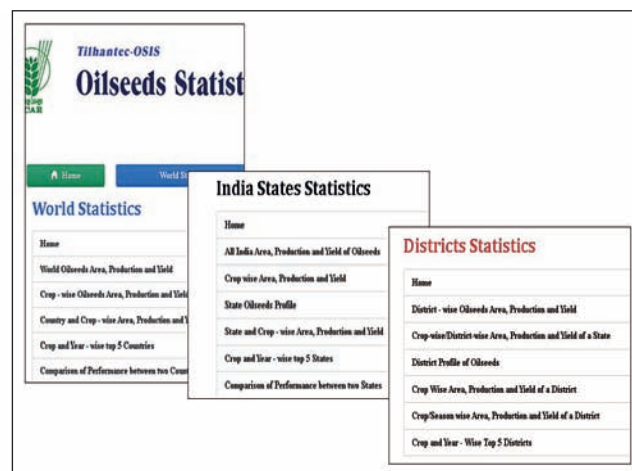 Tilhantec-OSIS
Oilseeds Statist
Home
World St
World Statistics
Home
World Oilseeds Area, Production and Yield
Crop - wise Oilseeds Area, Production and Yield
Country and Crop - wise Area, Production and Y
Crop and Year - wise top 5 Countries
Comparison of Performance between two Count
India States Statistics
Home
All India Area, Production and Yield of Oilseeds
Crop wise Area, Production and Yield
State Oilseeds Profile
State and Crop - wise Area, Production and Yield
Crop and Year - wise top 5 States
Comparison of Performance between two States
Districts Statistics
Home
District - wise Oilseeds Area, Production and Yield
Crop-wise/District-wise Area, Production and Yield of a State
District Profile of Oilseeds
Crop Wise Area, Production and Yield of a District
Crop/Season wise Area, Production and Yield of a District
Crop and Year - Wise Top 5 Districts